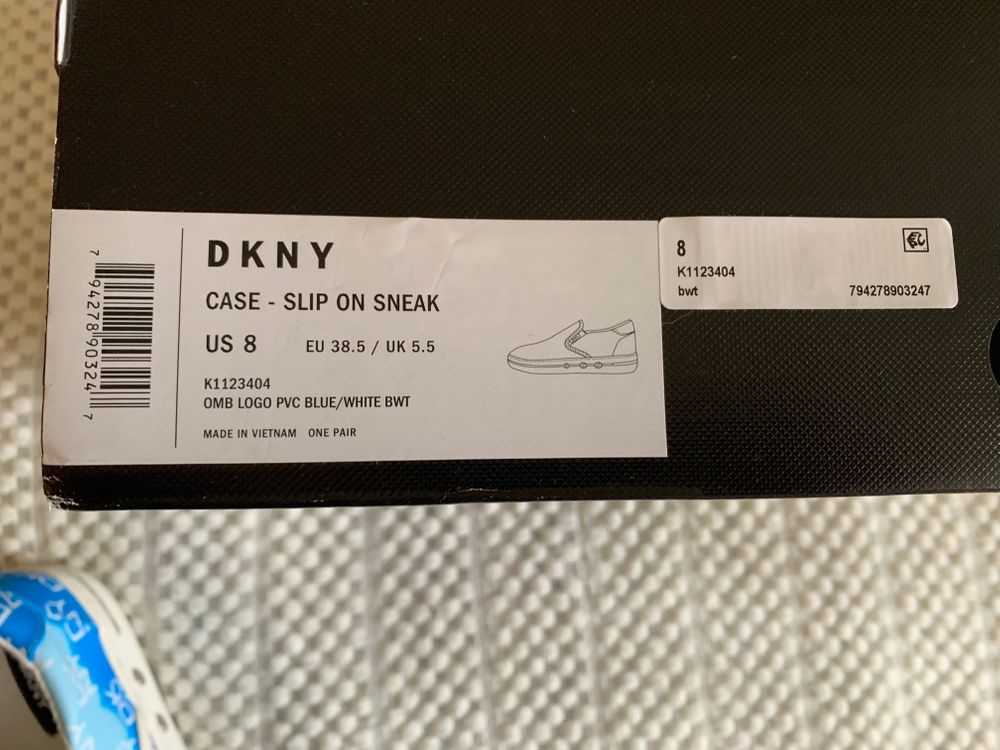 DKNY
CASE - SLIP ON SNEAK
US 8 EU 38.5 / UK 5.5
K1123404
OMB LOGO PVC BLUE/WHITE BWT
MADE IN VIETNAM ONE PAIR
7 94278 90324 7
8
K1123404
bwt 794278903247